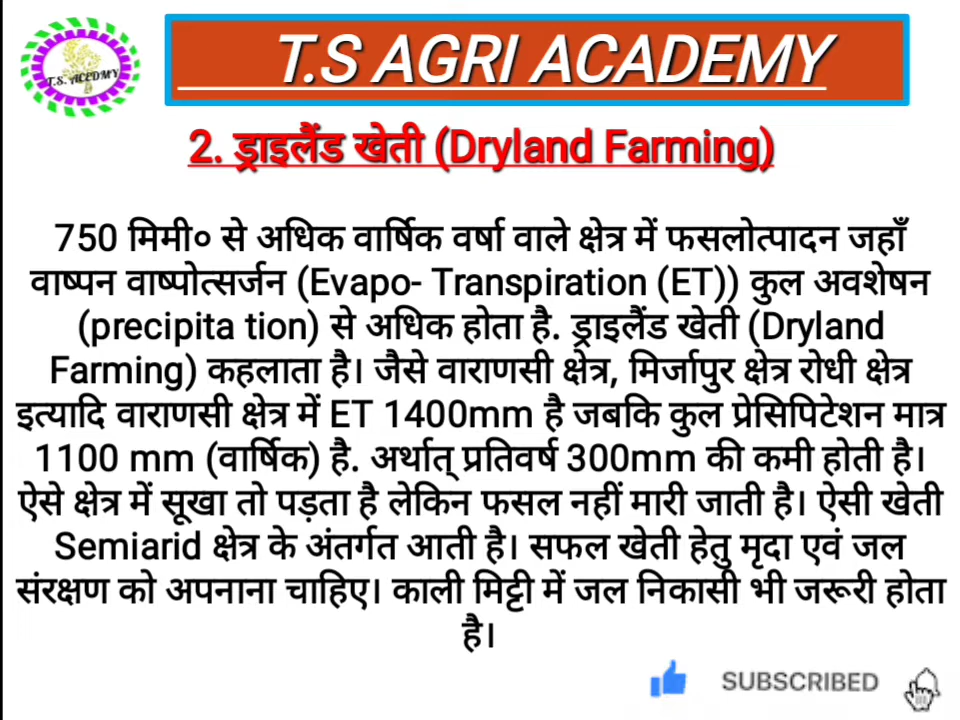 T.S. ACEDMY
T.S AGRI ACADEMY
2. ड्राइलैंड खेती (Dryland Farming)
750 मिमी० से अधिक वार्षिक वर्षा वाले क्षेत्र में फसलोत्पादन जहाँ
वाष्पन वाष्पोत्सर्जन (Evapo- Transpiration (ET)) कुल अवशेषन
(precipita tion) से अधिक होता है. ड्राइलैंड खेती (Dryland
Farming) कहलाता है। जैसे वाराणसी क्षेत्र, मिर्जापुर क्षेत्र रोधी क्षेत्र
इत्यादि वाराणसी क्षेत्र में ET 1400mm है जबकि कुल प्रेसिपिटेशन मात्र
1100 mm (वार्षिक) है. अर्थात् प्रतिवर्ष 300mm की कमी होती है।
ऐसे क्षेत्र में सूखा तो पड़ता है लेकिन फसल नहीं मारी जाती है। ऐसी खेती
Semiarid क्षेत्र के अंतर्गत आती है। सफल खेती हेतु मृदा एवं जल
संरक्षण को अपनाना चाहिए। काली मिट्टी में जल निकासी भी जरूरी होता
है।
SUBSCRIBED